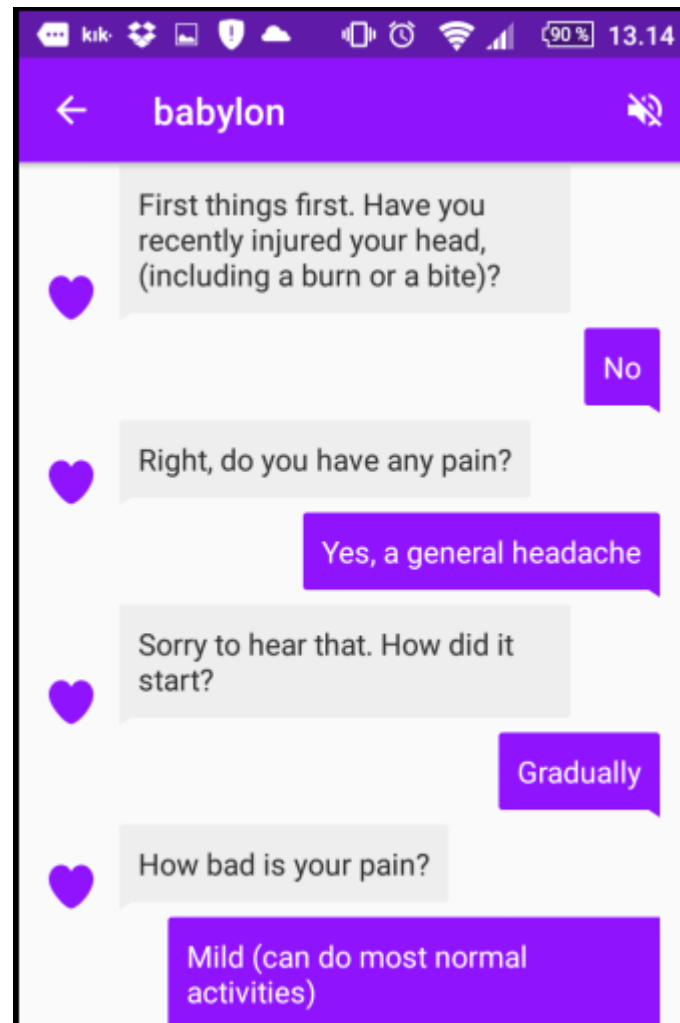 kik·
90 %
13.14
babylon
First things first. Have you
recently injured your head,
(including a burn or a bite)?
No
Right, do you have any pain?
Yes, a general headache
Sorry to hear that. How did it
start?
Gradually
How bad is your pain?
Mild (can do most normal
activities)